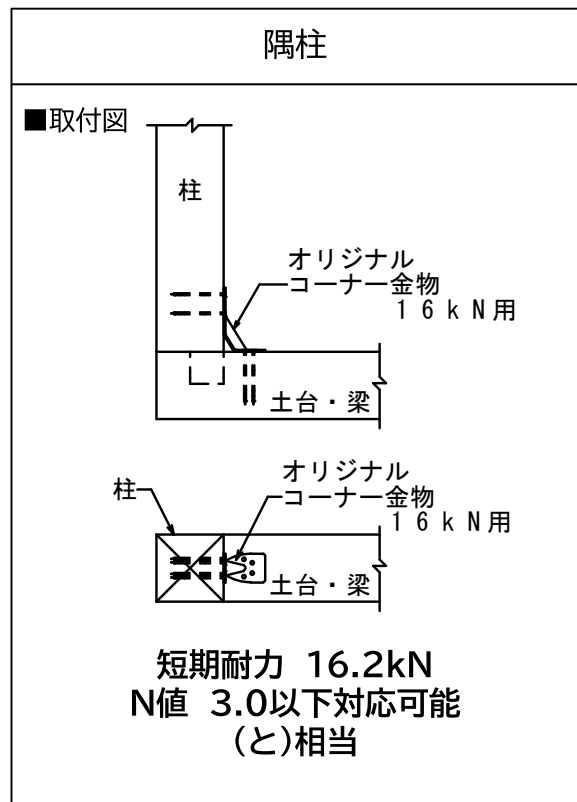 隅柱
■取付図
柱
オリジナル
コーナー金物
１６ｋＮ用
土台・梁
オリジナル
柱
コーナー金物
１６ｋＮ用
土台・梁
短期耐力 16.2kN
N値 3.0以下対応可能
(と)相当